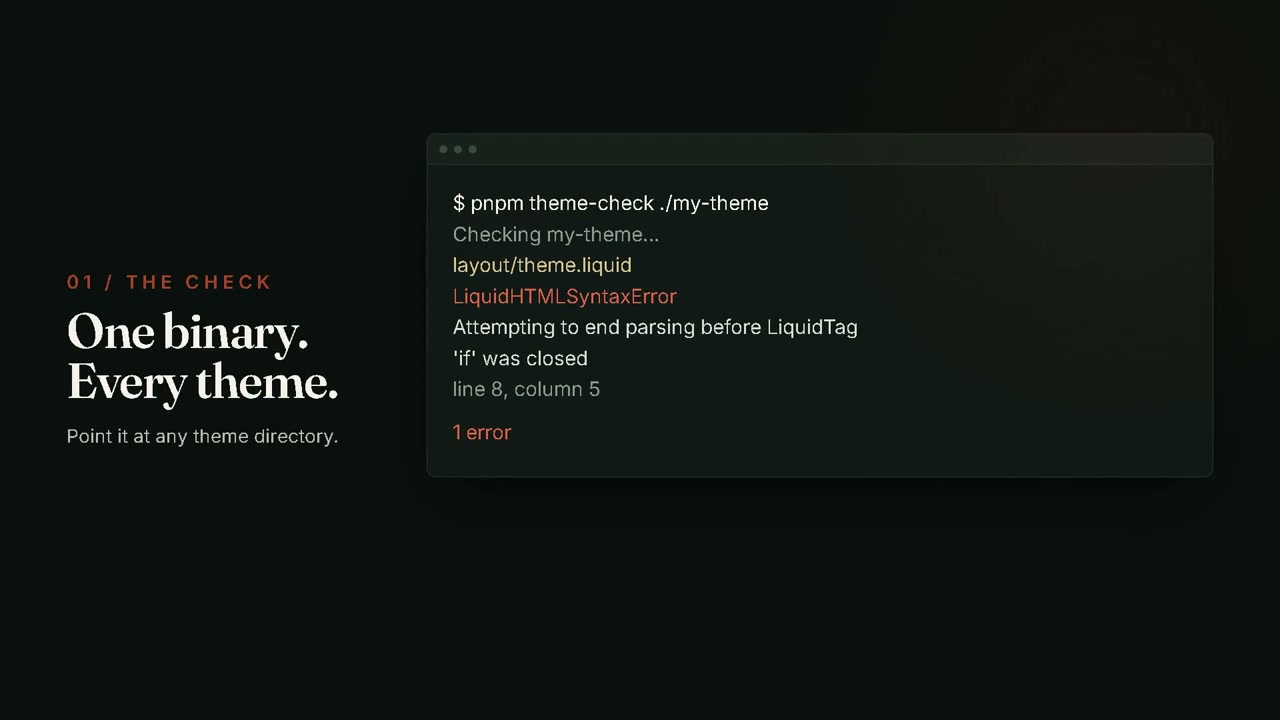 01 / THE CHECK
One binary.
Every theme.
Point it at any theme directory.
$ pnpm theme-check ./my-theme
Checking my-theme...
layout/theme.liquid
LiquidHTMLSyntaxError
Attempting to end parsing before LiquidTag
'if' was closed
line 8, column 5
1 error